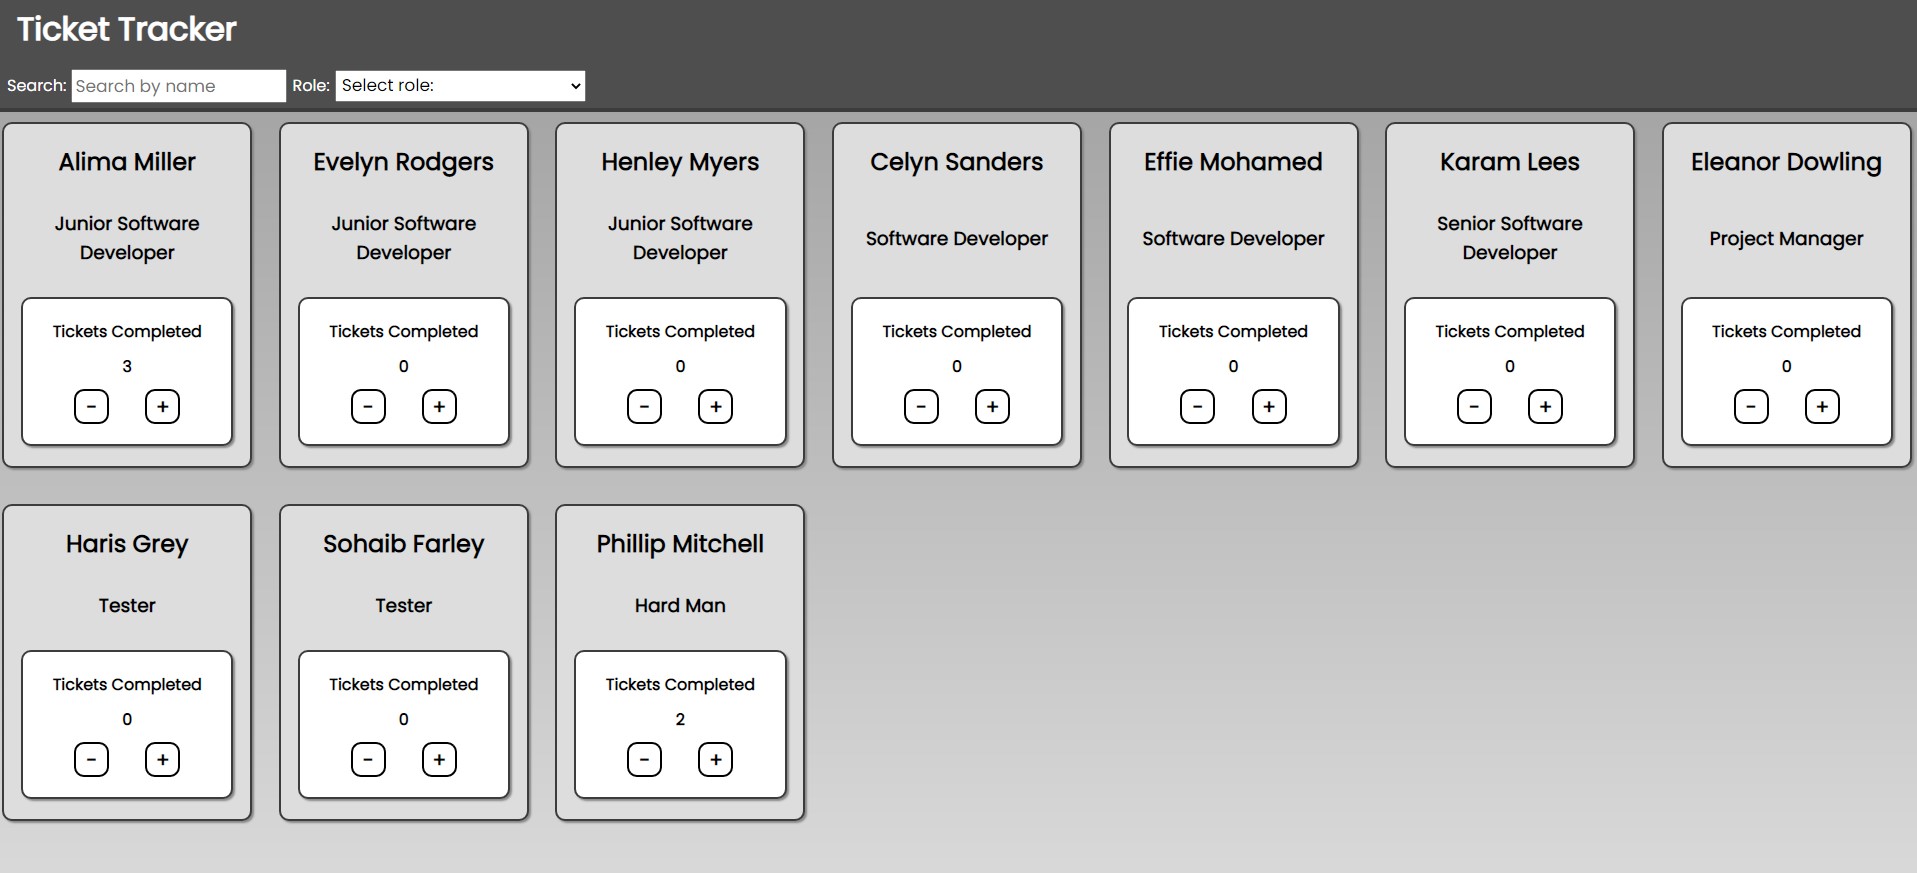 Ticket Tracker
Search: Search by name Role: Select role:
Alima Miller
Junior Software
Developer
Tickets Completed
3
- +
Evelyn Rodgers
Junior Software
Developer
Tickets Completed
0
- +
Henley Myers
Junior Software
Developer
Tickets Completed
0
- +
Celyn Sanders
Software Developer
Tickets Completed
0
- +
Effie Mohamed
Software Developer
Tickets Completed
0
- +
Karam Lees
Senior Software
Developer
Tickets Completed
0
- +
Eleanor Dowling
Project Manager
Tickets Completed
0
- +
Haris Grey
Tester
Tickets Completed
0
- +
Sohaib Farley
Tester
Tickets Completed
0
- +
Phillip Mitchell
Hard Man
Tickets Completed
2
- +